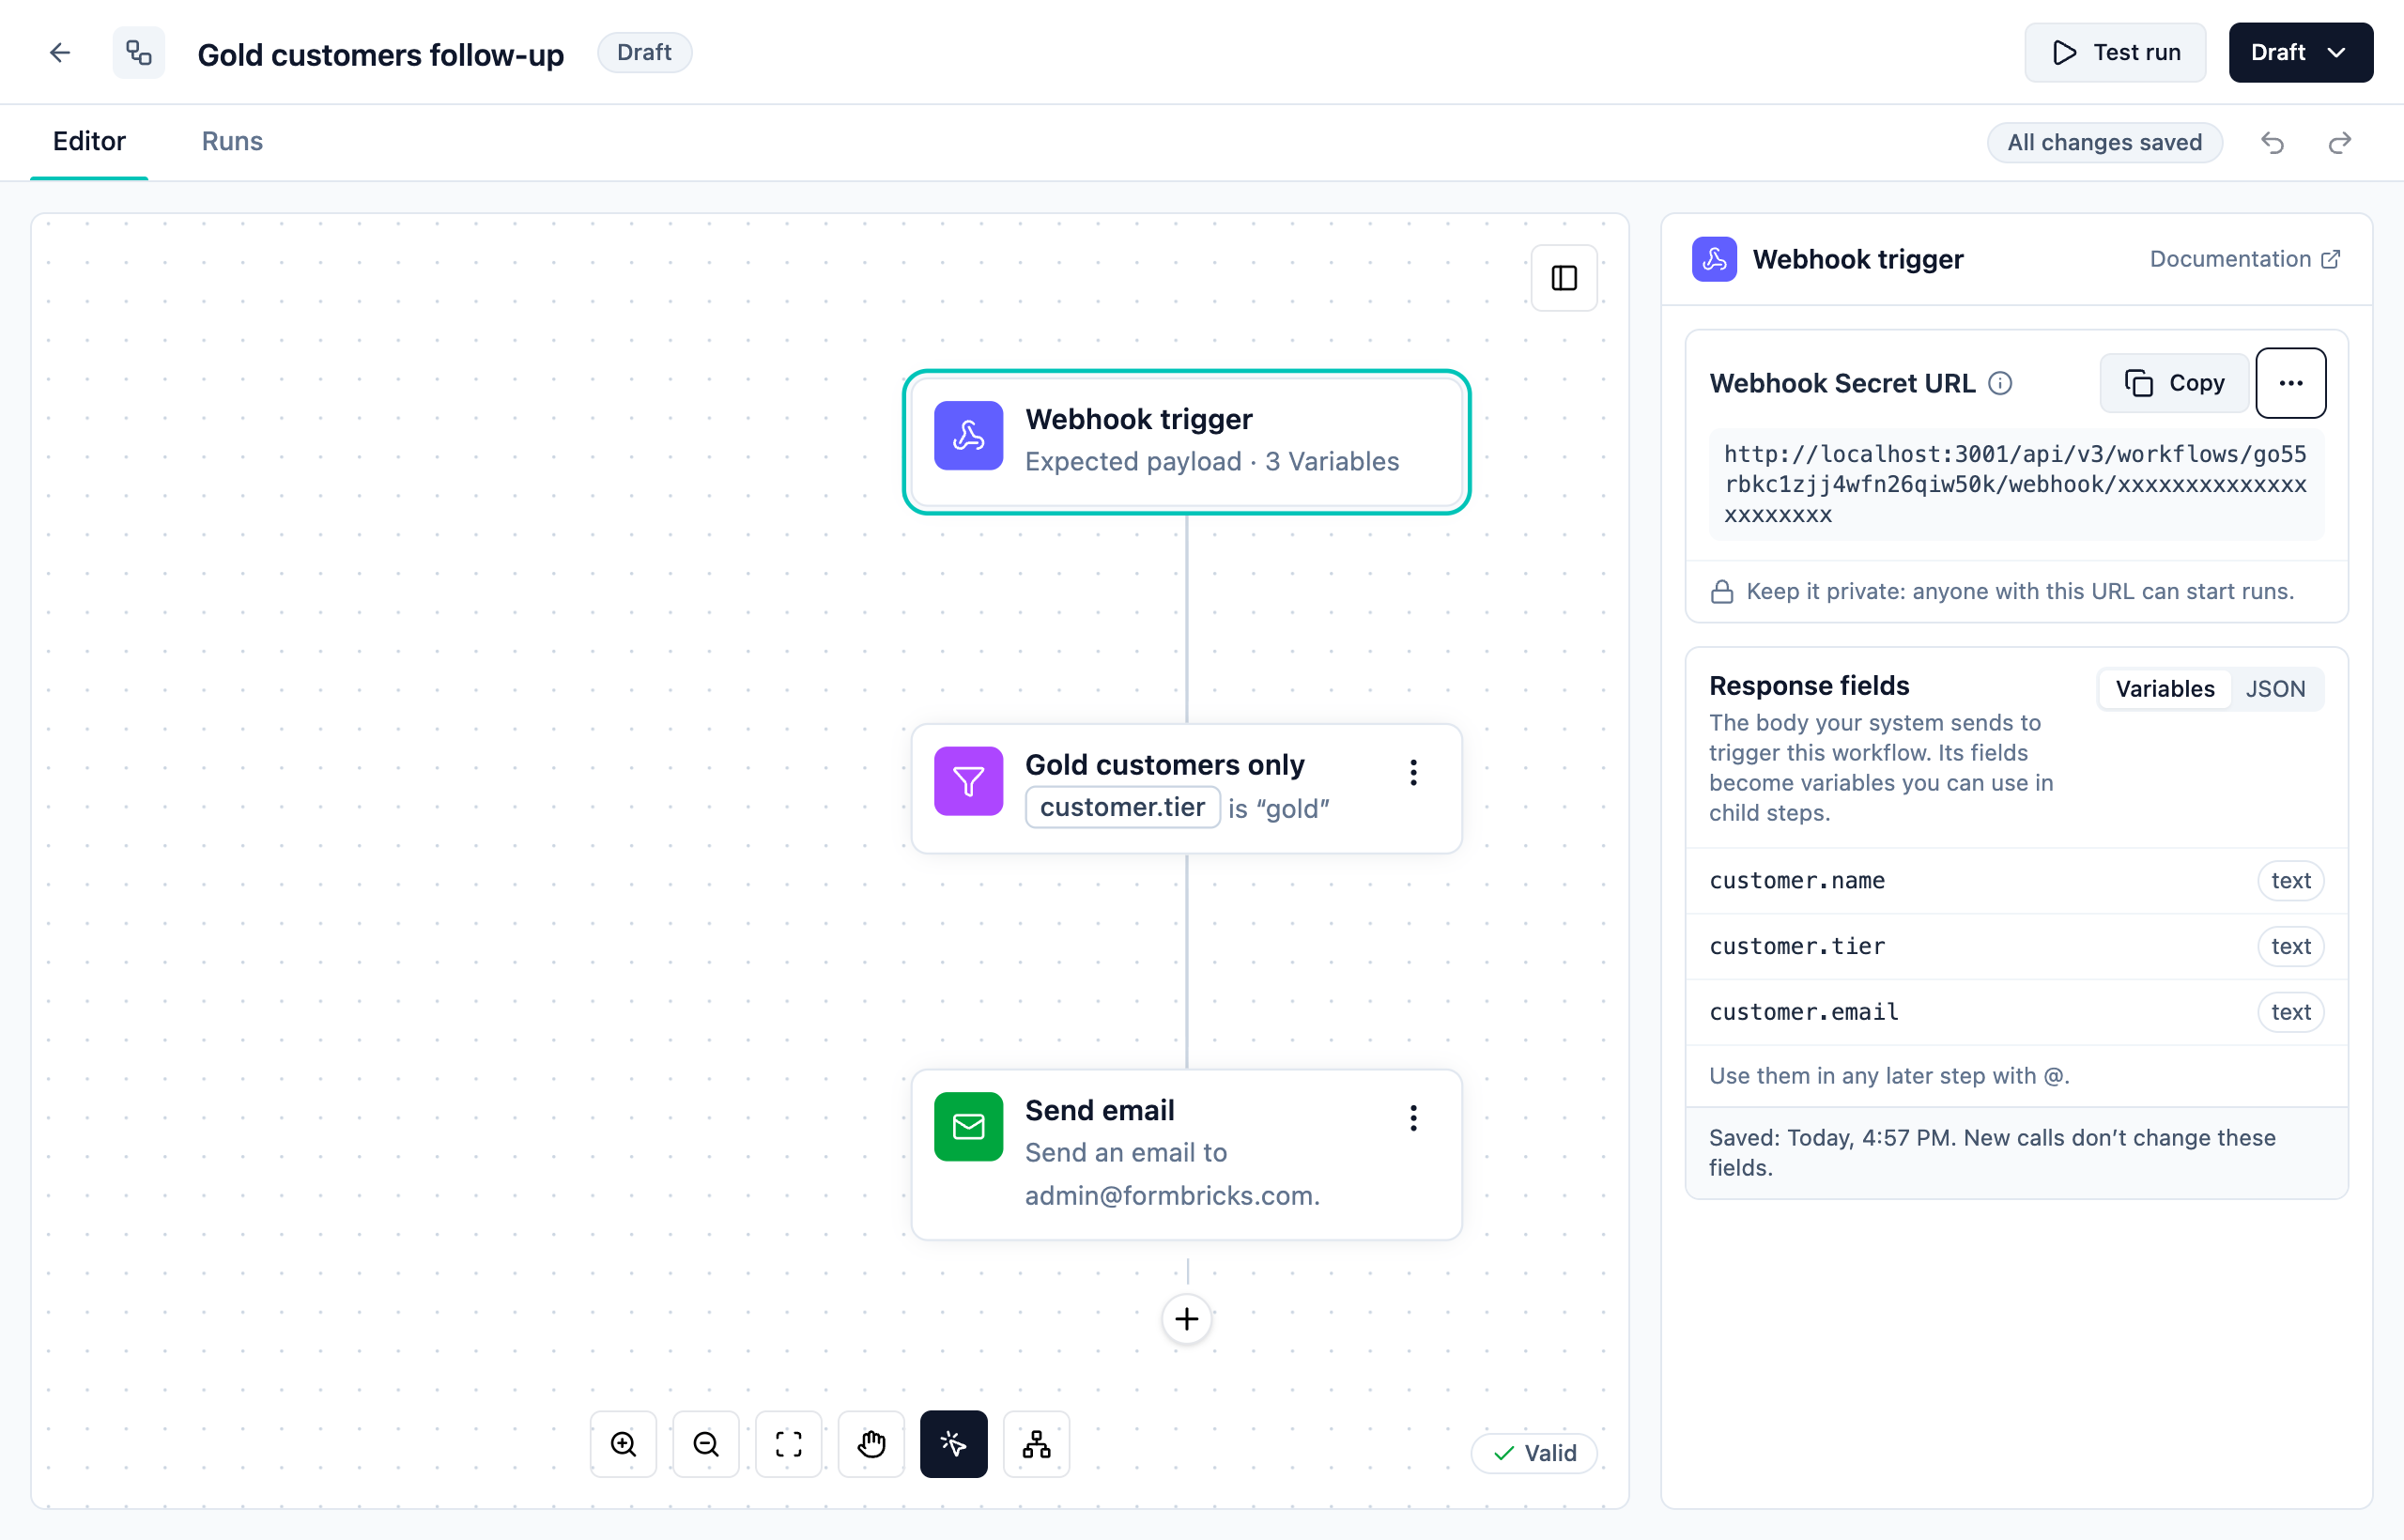 Gold customers follow-up
Draft
Test run
Draft
Editor
Runs
All changes saved
Webhook trigger
Expected payload · 3 Variables
Gold customers only
customer.tier is “gold”
Send email
Send an email to
admin@formbricks.com.
Valid
Webhook trigger
Documentation
Webhook Secret URL
Copy
http://localhost:3001/api/v3/workflows/go55
rbkc1zjj4wfn26qiw50k/webhook/xxxxxxxxxxxxxx
xxxxxxxx
Keep it private: anyone with this URL can start runs.
Response fields
Variables
JSON
The body your system sends to
trigger this workflow. Its fields
become variables you can use in
child steps.
customer.name text
customer.tier text
customer.email text
Use them in any later step with @.
Saved: Today, 4:57 PM. New calls don’t change these
fields.